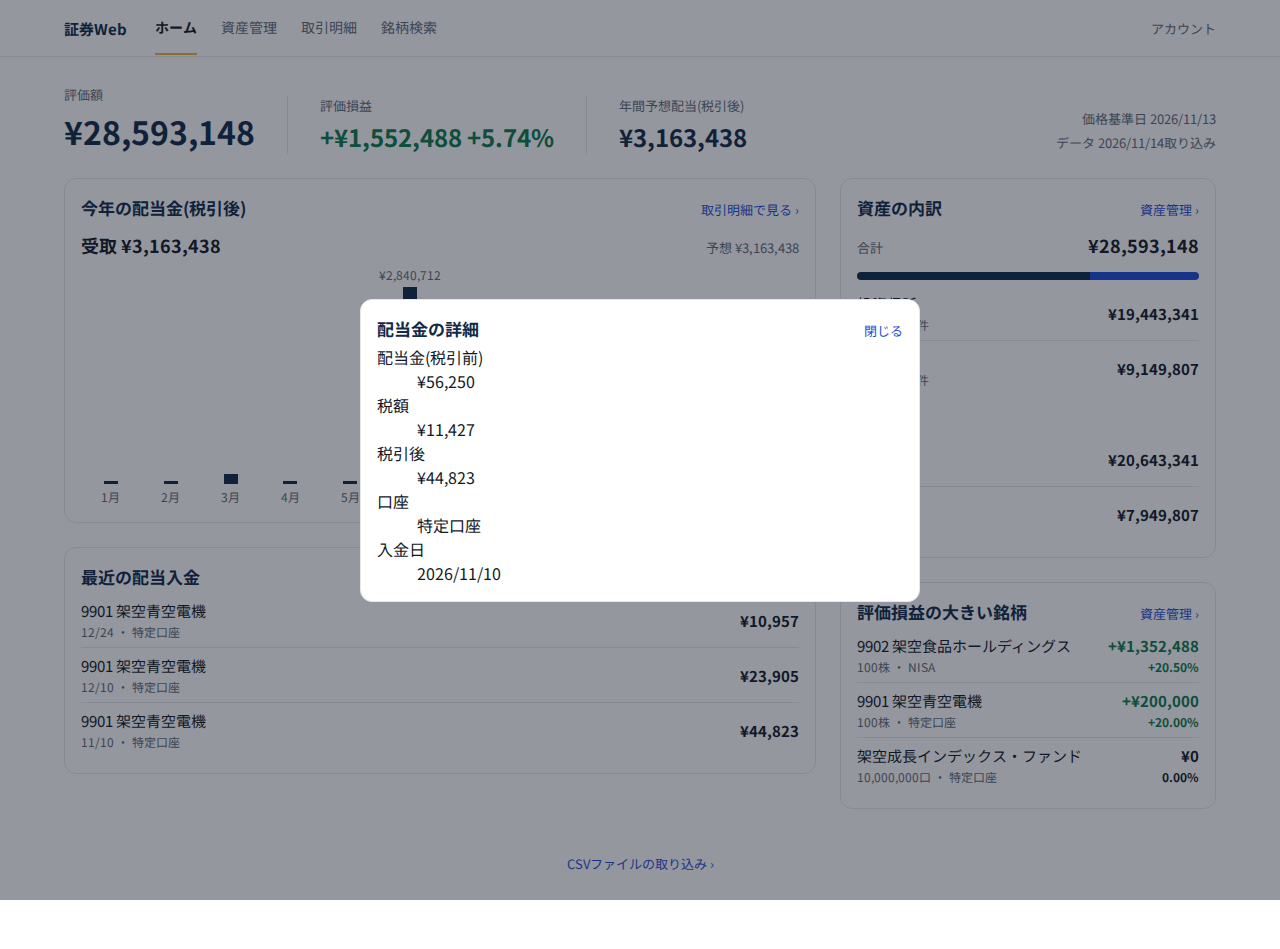 証券Web ホーム 資産管理 取引明細 銘柄検索 アカウント
評価額
¥28,593,148
評価損益
+¥1,552,488 +5.74%
年間予想配当(税引後)
¥3,163,438
価格基準日 2026/11/13
データ 2026/11/14取り込み
今年の配当金(税引後) 取引明細で見る ›
受取 ¥3,163,438 予想 ¥3,163,438
¥2,840,712
1月 2月 3月 4月 5月
配当金の詳細 閉じる
配当金(税引前)
¥56,250
税額
¥11,427
税引後
¥44,823
口座
特定口座
入金日
2026/11/10
最近の配当入金
9901 架空青空電機
12/24 ・ 特定口座
¥10,957
9901 架空青空電機
12/10 ・ 特定口座
¥23,905
9901 架空青空電機
11/10 ・ 特定口座
¥44,823
資産の内訳 資産管理 ›
合計 ¥28,593,148
件
¥19,443,341
件
¥9,149,807
¥20,643,341
¥7,949,807
評価損益の大きい銘柄 資産管理 ›
9902 架空食品ホールディングス +¥1,352,488
100株 ・ NISA +20.50%
9901 架空青空電機 +¥200,000
100株 ・ 特定口座 +20.00%
架空成長インデックス・ファンド ¥0
10,000,000口 ・ 特定口座 0.00%
CSVファイルの取り込み ›